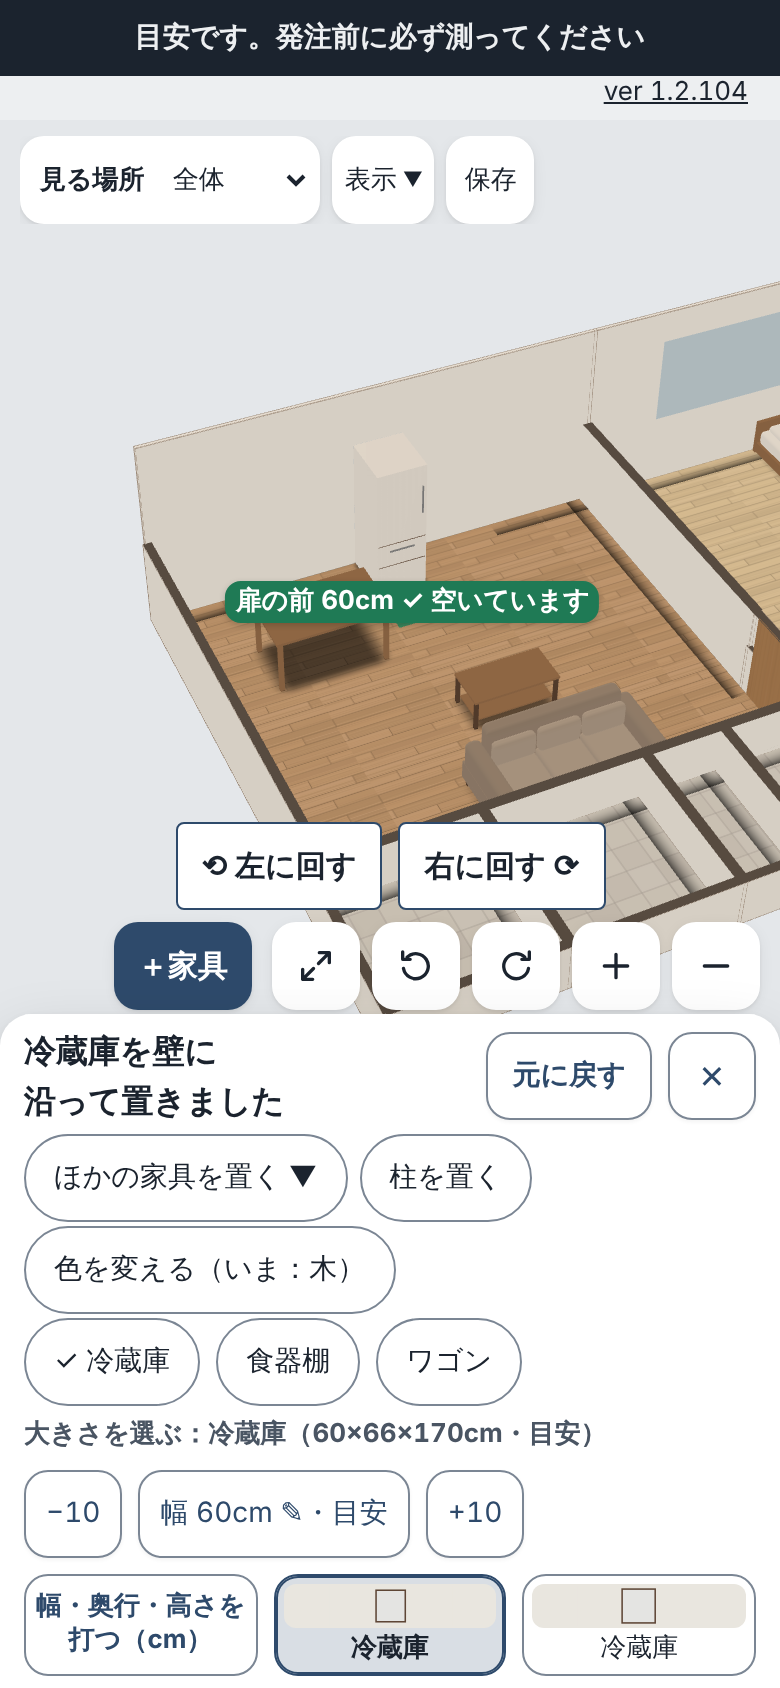 目安です。発注前に必ず測ってください
ver 1.2.104
見る場所 全体
表示 ▼
保存
扉の前 60cm ✓ 空いています
⟲ 左に回す
右に回す ⟳
＋家具
冷蔵庫を壁に
沿って置きました
元に戻す
×
ほかの家具を置く ▼
柱を置く
色を変える（いま：木）
✓ 冷蔵庫
食器棚
ワゴン
大きさを選ぶ：冷蔵庫（60×66×170cm・目安）
−10
幅 60cm ✎・目安
+10
幅・奥行・高さを
打つ（cm）
冷蔵庫
冷蔵庫